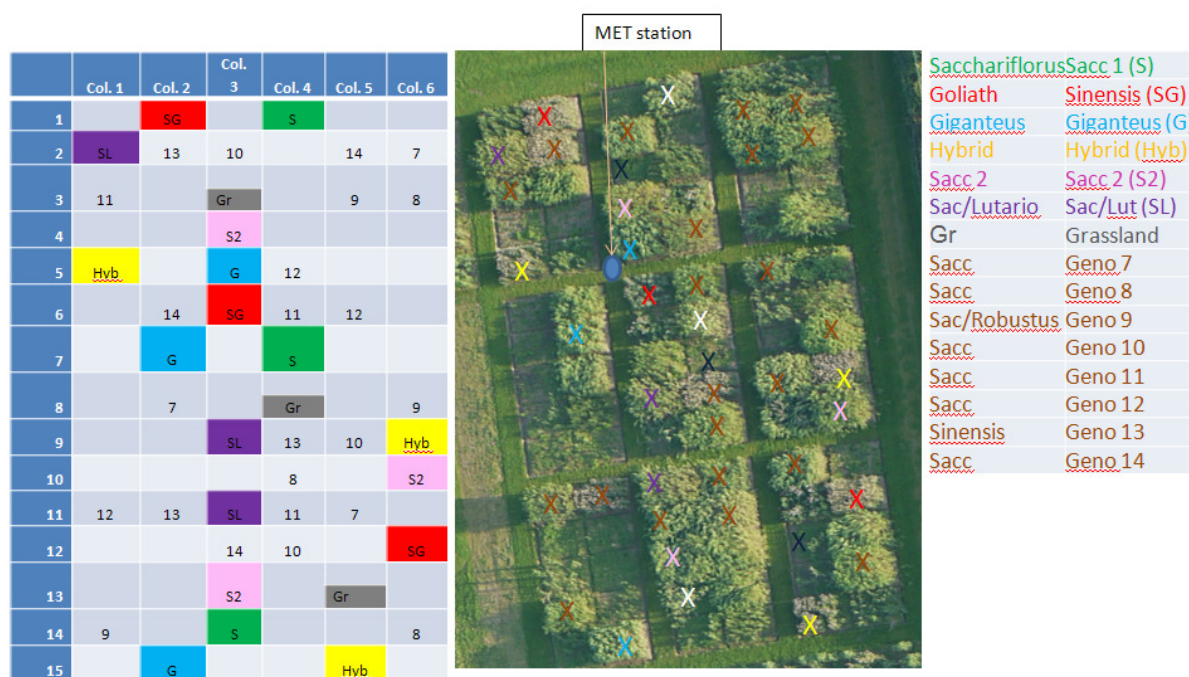 MET station
Col. 1 Col. 2 Col. 3 Col. 4 Col. 5 Col. 6
1 SG S
2 SL 13 10 14 7
3 11 Gr 9 8
4 S2
5 Hyb G 12
6 14 SG 11 12
7 G S
8 7 Gr 9
9 SL 13 10 Hyb
10 8 S2
11 12 13 SL 11 7
12 14 10 SG
13 S2 Gr
14 9 S 8
15 G Hyb
Sacchariflorus Sacc 1 (S)
Goliath Sinensis (SG)
Giganteus Giganteus (G
Hybrid Hybrid (Hyb)
Sacc 2 Sacc 2 (S2)
Sac/Lutario Sac/Lut (SL)
Gr Grassland
Sacc Geno 7
Sacc Geno 8
Sac/Robustus Geno 9
Sacc Geno 10
Sacc Geno 11
Sacc Geno 12
Sinensis Geno 13
Sacc Geno 14